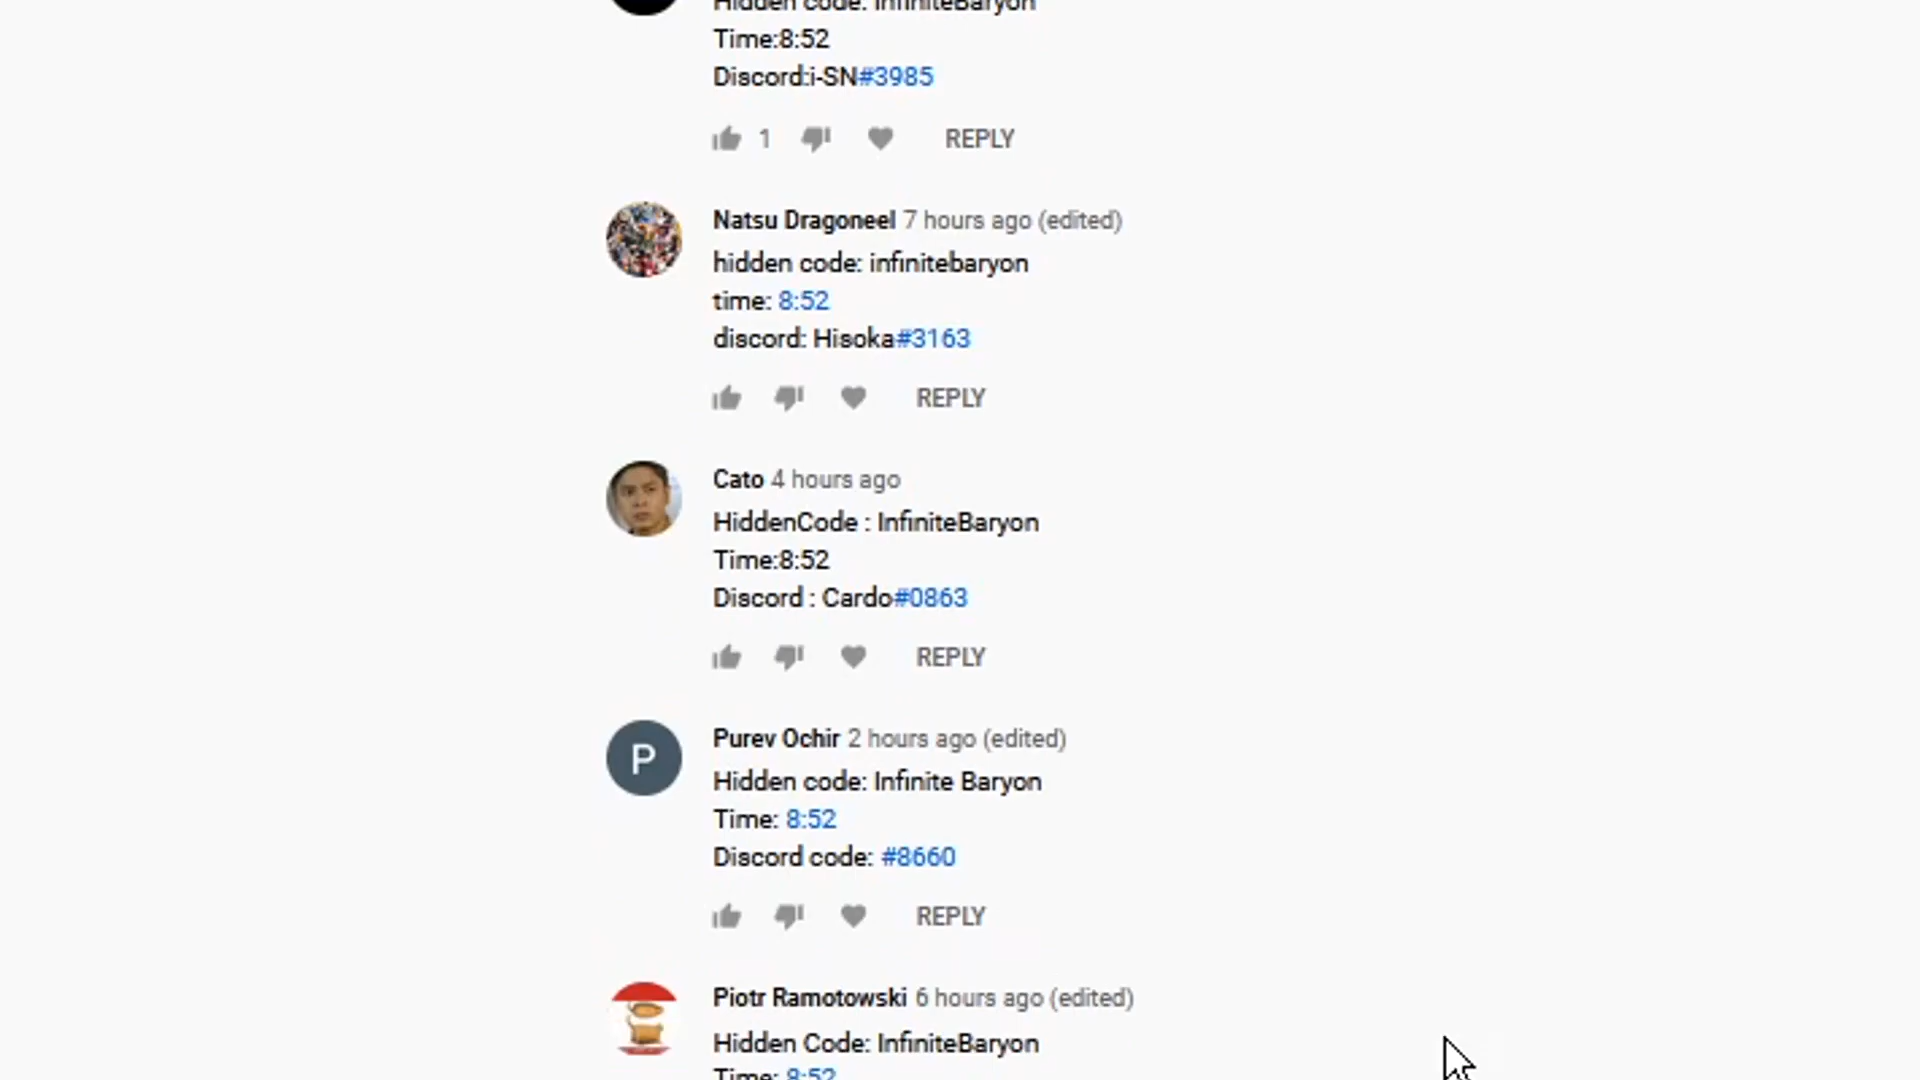 Hidden code: InfiniteBaryon
Time:8:52
Discord:i-SN#3985
1 REPLY
Natsu Dragoneel 7 hours ago (edited)
hidden code: infinitebaryon
time: 8:52
discord: Hisoka#3163
REPLY
Cato 4 hours ago
HiddenCode : InfiniteBaryon
Time:8:52
Discord : Cardo#0863
REPLY
P
Purev Ochir 2 hours ago (edited)
Hidden code: Infinite Baryon
Time: 8:52
Discord code: #8660
REPLY
Piotr Ramotowski 6 hours ago (edited)
Hidden Code: InfiniteBaryon
Time: 8:52